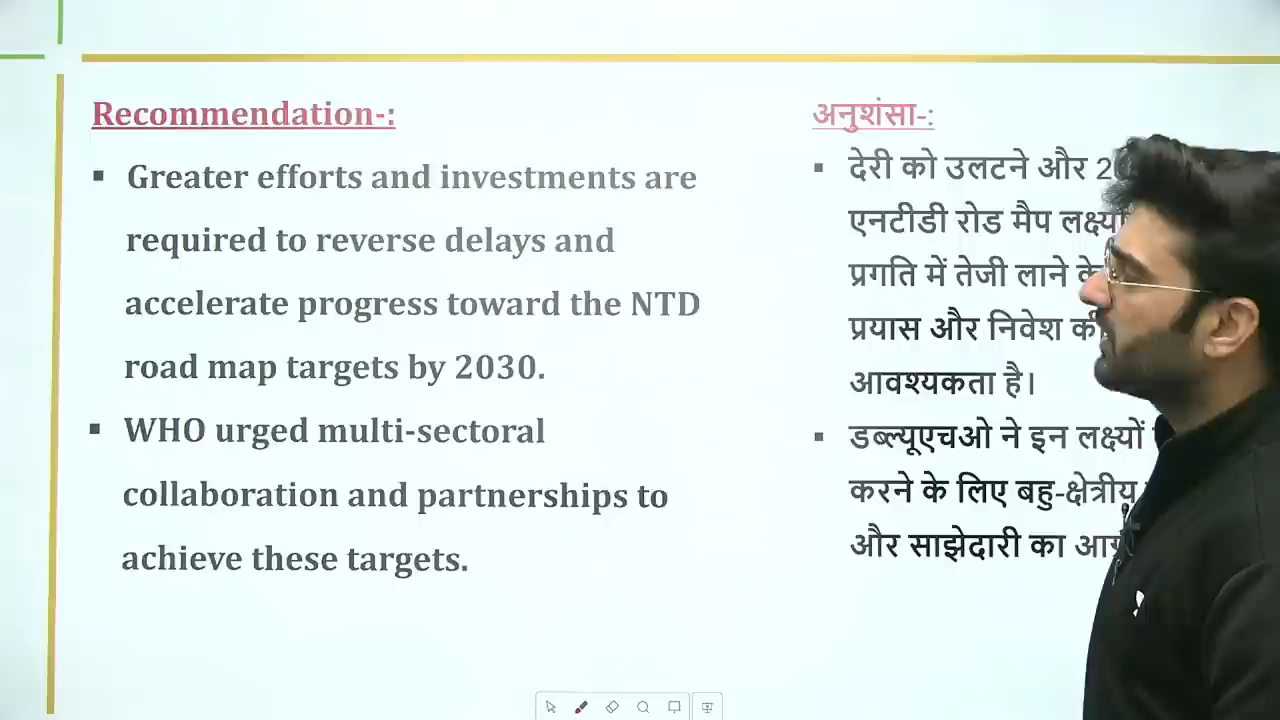 Recommendation-:
▪ Greater efforts and investments are
required to reverse delays and
accelerate progress toward the NTD
road map targets by 2030.
▪ WHO urged multi-sectoral
collaboration and partnerships to
achieve these targets.
अनुशंसा-:
▪ देरी को उलटने और
एनटीडी रोड मैप
प्रगति में तेजी लाने
प्रयास और निवेश
आवश्यकता है।
▪ डब्ल्यूएचओ ने इन लक्ष्यों
करने के लिए बहु-क्षेत्रीय
और साझेदारी का